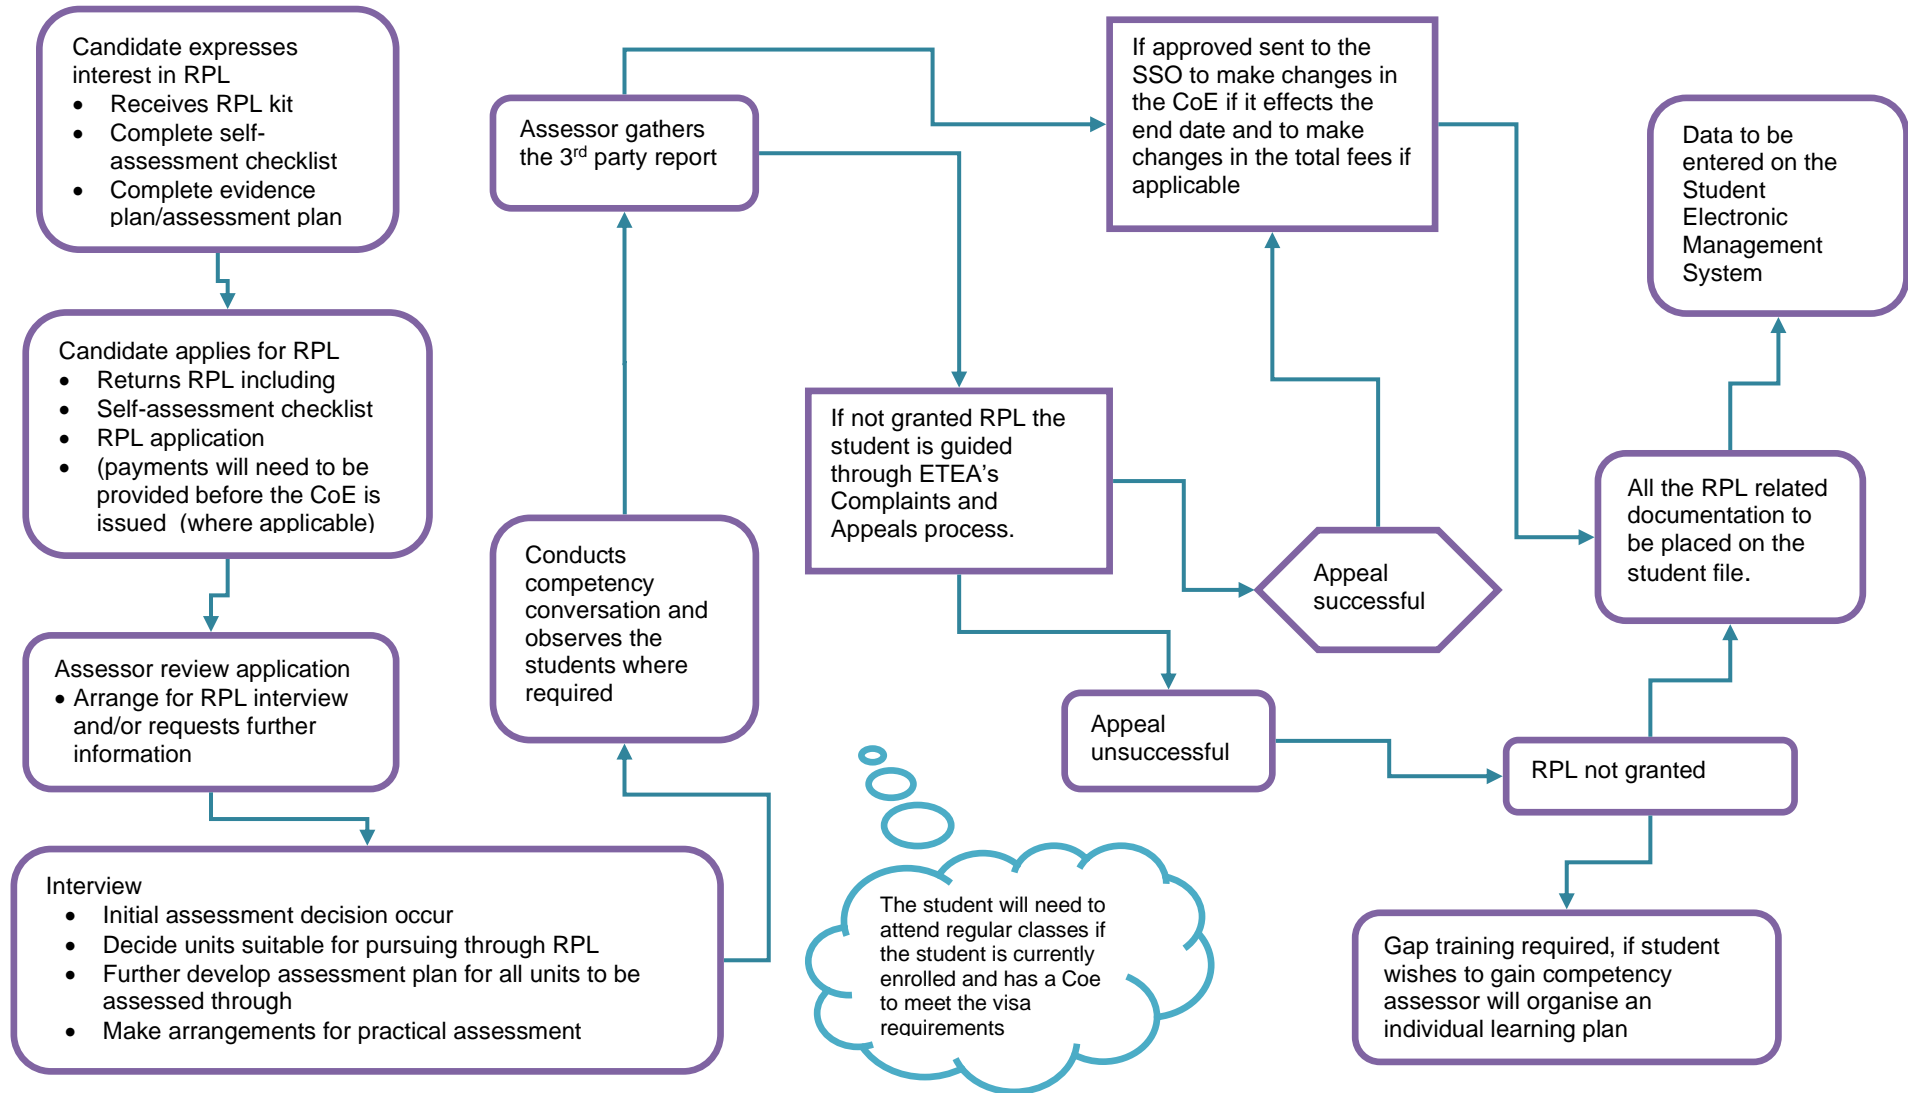 Candidate expresses
interest in RPL
• Receives RPL kit
• Complete self-
assessment checklist
• Complete evidence
plan/assessment plan
Candidate applies for RPL
• Returns RPL including
• Self-assessment checklist
• RPL application
• (payments will need to be
provided before the CoE is
issued (where applicable)
Assessor review application
• Arrange for RPL interview
and/or requests further
information
Interview
• Initial assessment decision occur
• Decide units suitable for pursuing through RPL
• Further develop assessment plan for all units to be
assessed through
• Make arrangements for practical assessment
Conducts
competency
conversation and
observes the
students where
required
Assessor gathers
the 3rd party report
If approved sent to the
SSO to make changes in
the CoE if it effects the
end date and to make
changes in the total fees if
applicable
If not granted RPL the
student is guided
through ETEA’s
Complaints and
Appeals process.
Appeal
successful
Appeal
unsuccessful
RPL not granted
Gap training required, if student
wishes to gain competency
assessor will organise an
individual learning plan
All the RPL related
documentation to
be placed on the
student file.
Data to be
entered on the
Student
Electronic
Management
System
The student will need to
attend regular classes if
the student is currently
enrolled and has a Coe
to meet the visa
requirements